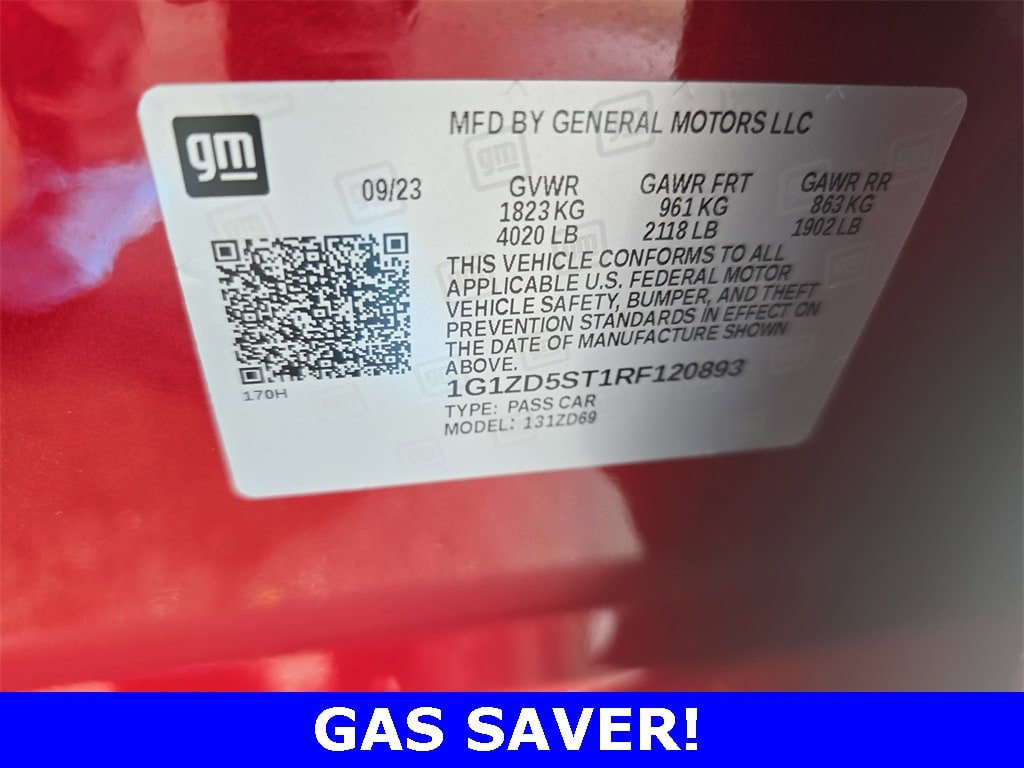 gm
MFD BY GENERAL MOTORS LLC
09/23 GVWR GAWR FRT GAWR RR
1823 KG 961 KG 863 KG
4020 LB 2118 LB 1902 LB
THIS VEHICLE CONFORMS TO ALL
APPLICABLE U.S. FEDERAL MOTOR
VEHICLE SAFETY, BUMPER, AND THEFT
PREVENTION STANDARDS IN EFFECT ON
THE DATE OF MANUFACTURE SHOWN
ABOVE.
1G1ZD5ST1RF120893
170H
TYPE: PASS CAR
MODEL: 131ZD69
GAS SAVER!